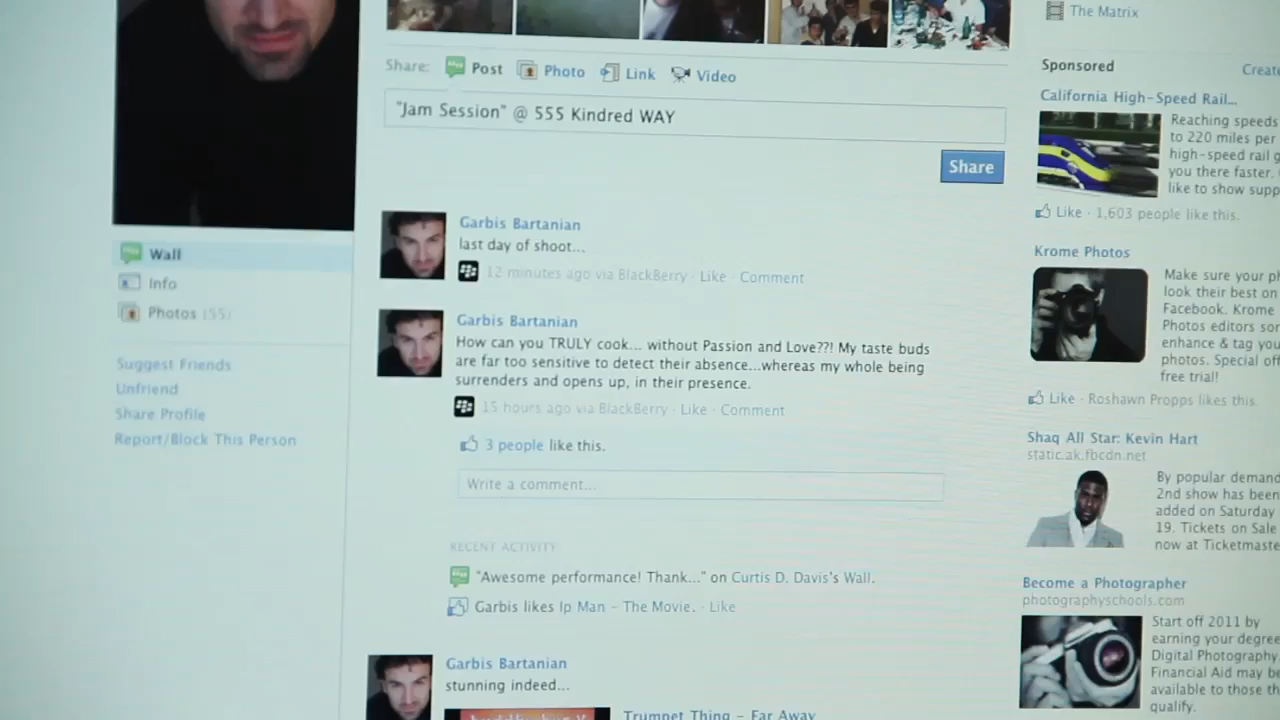 The Matrix
Share: Post Photo Link Video
"Jam Session" @ 555 Kindred WAY
Share
Wall
Info
Photos (55)
Suggest Friends
Unfriend
Share Profile
Report/Block This Person
Garbis Bartanian
last day of shoot...
12 minutes ago via BlackBerry · Like · Comment
Garbis Bartanian
How can you TRULY cook... without Passion and Love??! My taste buds
are far too sensitive to detect their absence...whereas my whole being
surrenders and opens up, in their presence.
15 hours ago via BlackBerry · Like · Comment
3 people like this.
Write a comment...
RECENT ACTIVITY
"Awesome performance! Thank..." on Curtis D. Davis's Wall.
Garbis likes Ip Man - The Movie. · Like
Garbis Bartanian
stunning indeed...
Trumpet Thing - Far Away
Sponsored
Create
California High-Speed Rail...
Reaching speeds
to 220 miles per
high-speed rail
you there faster.
like to show
Like · 1,603 people like this.
Krome Photos
Make sure your
look their best on
Facebook. Krome
Photos editors
enhance & tag
photos. Special
free trial!
Like · Roshawn Propps likes this.
Shaq All Star: Kevin Hart
static.ak.fbcdn.net
By popular
2nd show has been
added on Saturday
19. Tickets on Sale
now at
Become a Photographer
photographyschools.com
Start off 2011 by
earning your
Digital Photography.
Financial Aid may
available to those
qualify.